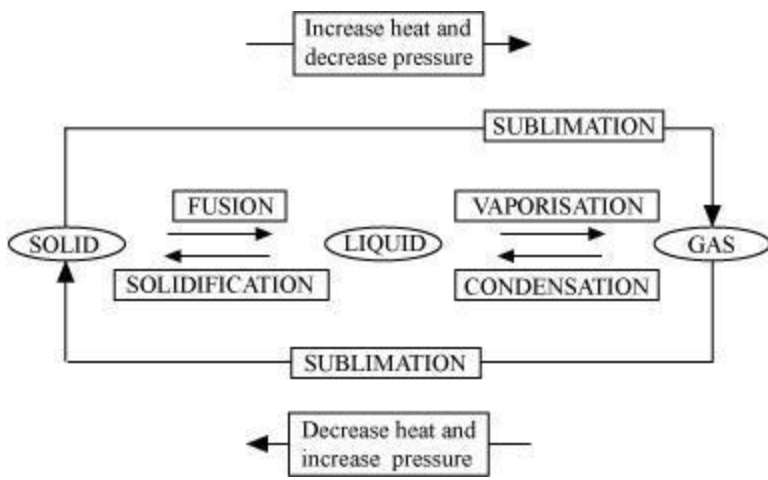 Increase heat and
decrease pressure
SUBLIMATION
FUSION
VAPORISATION
SOLID
LIQUID
GAS
SOLIDIFICATION
CONDENSATION
SUBLIMATION
Decrease heat and
increase pressure